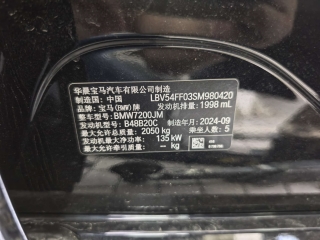 华晨宝马汽车有限公司制造
制造国: 中国 LBV54FF03SM980420
品牌: 宝马(BMW)牌 发动机排量: 1998 mL
整车型号: BMW7200JM
发动机型号: B48B20C 制造年月: 2024-09
最大允许总质量: 2050 kg 乘坐人数: 5
发动机最大净功率: 135 kW
最大允许牵引质量: -- kg